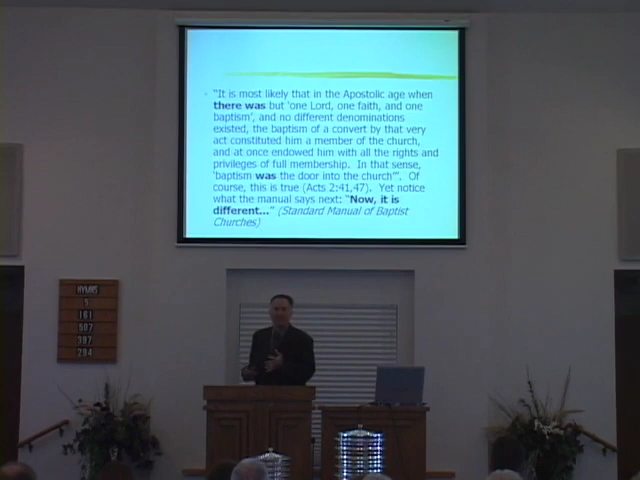 "It is most likely that in the Apostolic age when
there was but 'one Lord, one faith, and one
baptism', and no different denominations
existed, the baptism of a convert by that very
act constituted him a member of the church,
and at once endowed him with all the rights and
privileges of full membership. In that sense,
'baptism was the door into the church'". Of
course, this is true (Acts 2:41,47). Yet notice
what the manual says next: "Now, it is
different..." (Standard Manual of Baptist
Churches)
HYMNS
5
161
507
397
294